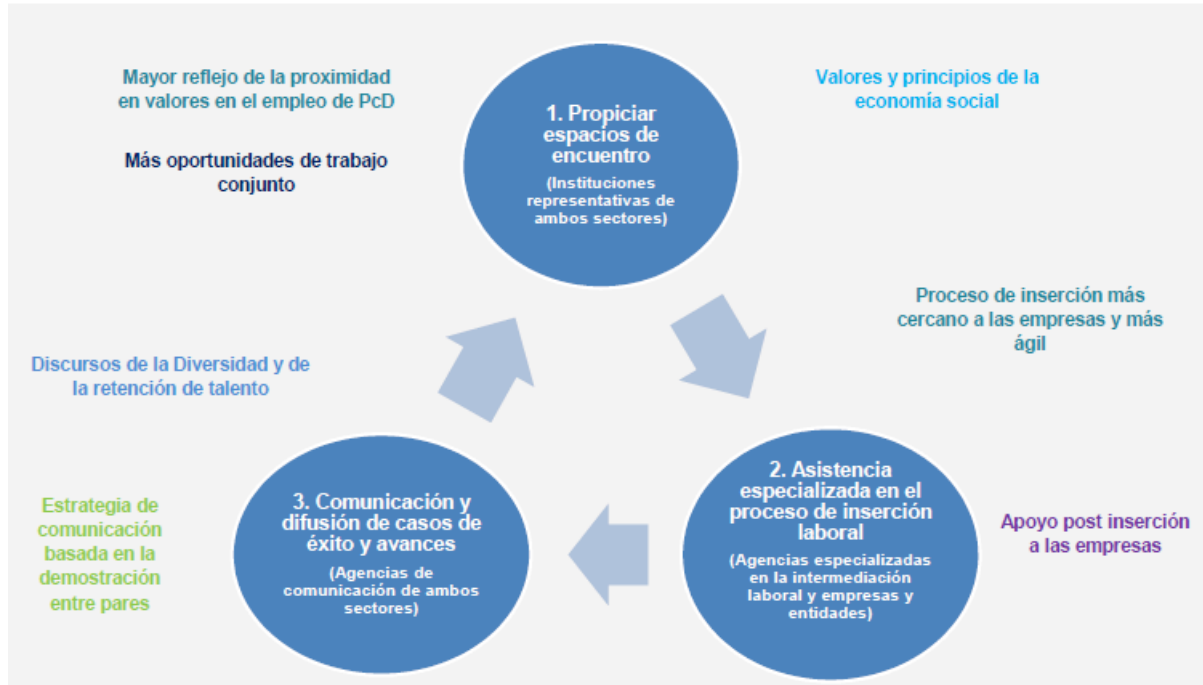 Mayor reflejo de la proximidad
en valores en el empleo de PcD
Más oportunidades de trabajo
conjunto
1. Propiciar
espacios de
encuentro
(Instituciones
representativas de
ambos sectores)
Valores y principios de la
economía social
Proceso de inserción más
cercano a las empresas y más
ágil
Discursos de la Diversidad y de
la retención de talento
2. Asistencia
especializada en el
proceso de inserción
laboral
(Agencias especializadas
en la intermediación
laboral y empresas y
entidades)
Apoyo post inserción
a las empresas
3. Comunicación y
difusión de casos de
éxito y avances
(Agencias de
comunicación de ambos
sectores)
Estrategia de
comunicación
basada en la
demostración
entre pares